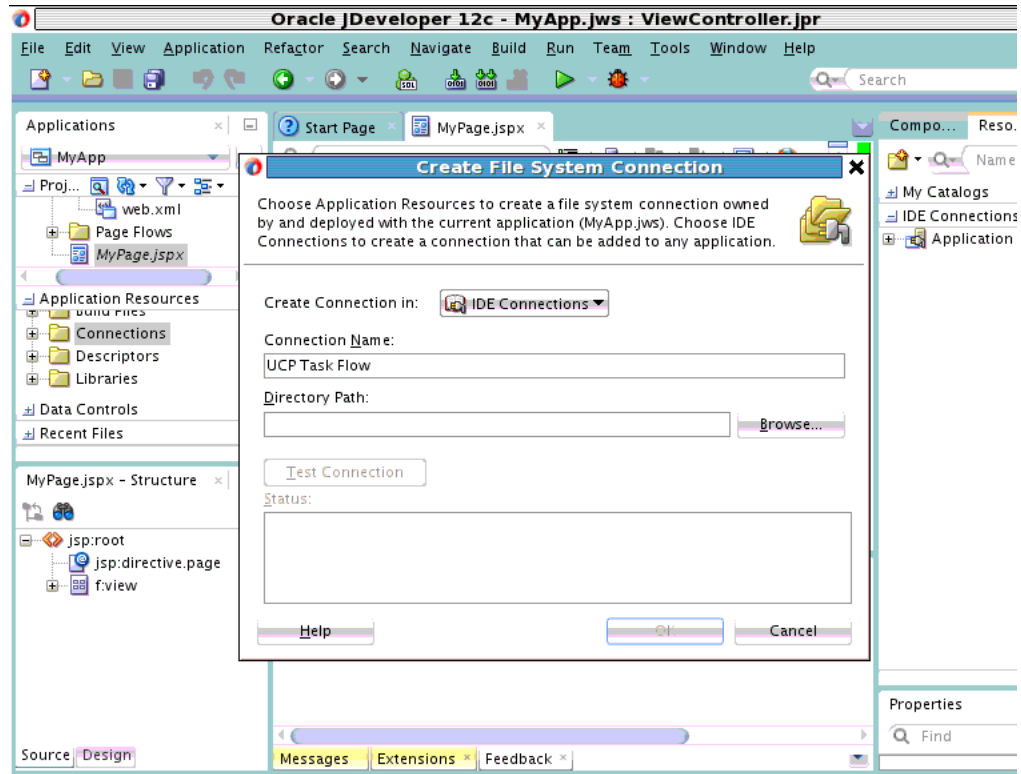 Oracle JDeveloper 12c - MyApp.jws : ViewController.jpr
File Edit View Application Refactor Search Navigate Build Run Team Tools Window Help
Search
Applications
Start Page
MyPage.jspx
Compo...
Reso.
MyApp
Name
Proj...
web.xml
Page Flows
MyPage.jspx
My Catalogs
IDE Connections
Application
Application Resources
Build Files
Connections
Descriptors
Libraries
Data Controls
Recent Files
Create File System Connection
Choose Application Resources to create a file system connection owned
by and deployed with the current application (MyApp.jws). Choose IDE
Connections to create a connection that can be added to any application.
Create Connection in:
IDE Connections
Connection Name:
UCP Task Flow
Directory Path:
Browse...
Test Connection
Status:
Help
OK
Cancel
MyPage.jspx - Structure
jsp:root
jsp:directive.page
f:view
Source
Design
Messages
Extensions
Feedback
Properties
Find